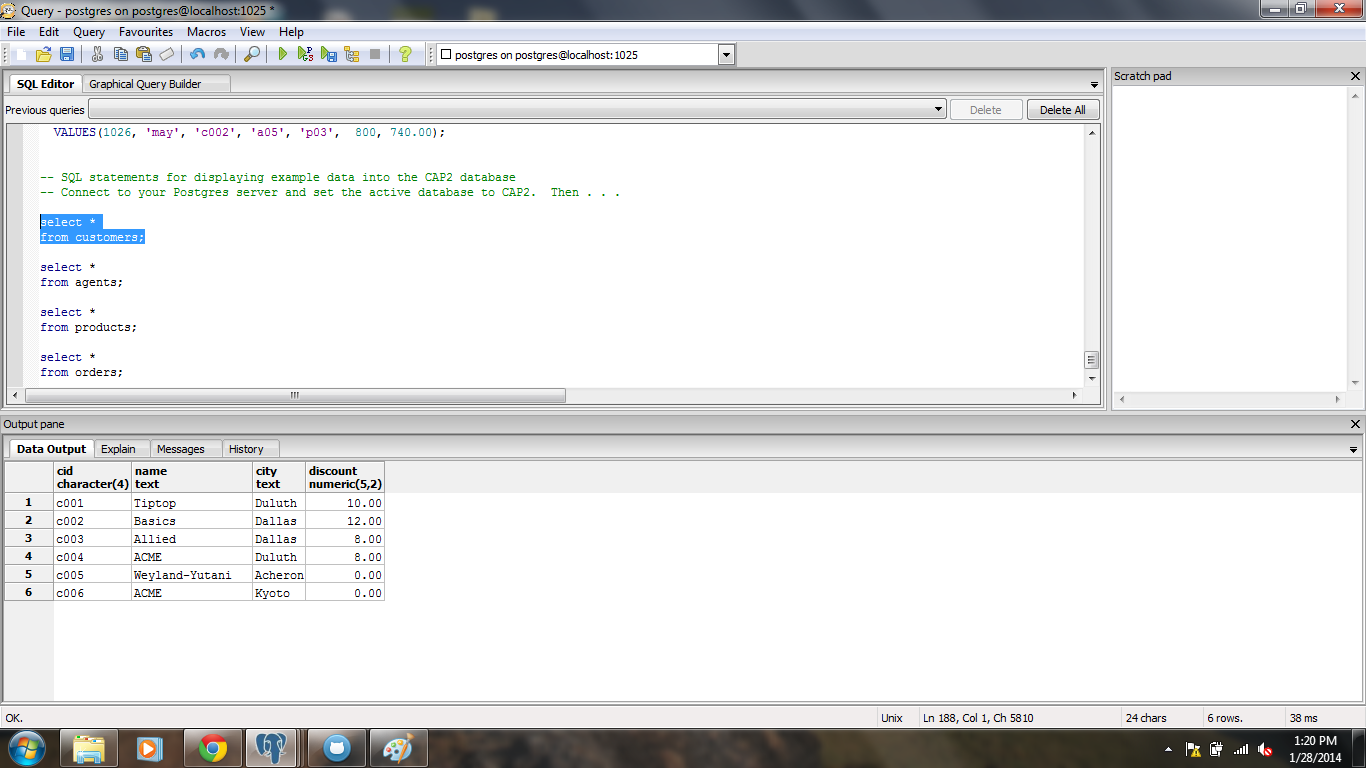 Query - postgres on postgres@localhost:1025 *
File Edit Query Favourites Macros View Help
postgres on postgres@localhost:1025
SQL Editor Graphical Query Builder
Previous queries Delete Delete All
VALUES(1026, 'may', 'c002', 'a05', 'p03',  800, 740.00);
-- SQL statements for displaying example data into the CAP2 database
-- Connect to your Postgres server and set the active database to CAP2.  Then . . .
select *
from customers;
select *
from agents;
select *
from products;
select *
from orders;
Scratch pad
Output pane
Data Output Explain Messages History
cid name city discount
character(4) text text numeric(5,2)
1 c001 Tiptop Duluth 10.00
2 c002 Basics Dallas 12.00
3 c003 Allied Dallas 8.00
4 c004 ACME Duluth 8.00
5 c005 Weyland-Yutani Acheron 0.00
6 c006 ACME Kyoto 0.00
OK. Unix Ln 188, Col 1, Ch 5810 24 chars 6 rows. 38 ms
1:20 PM
1/28/2014